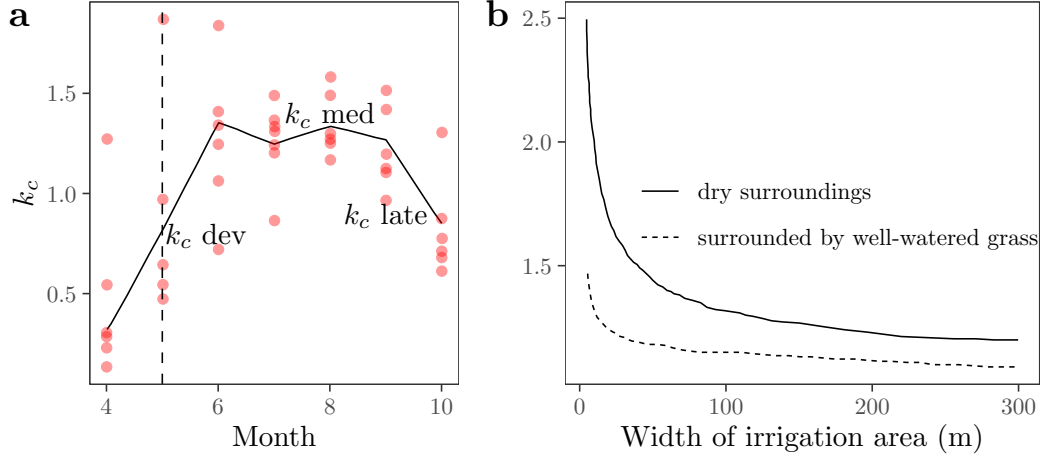 a
1.5
1.0
0.5
k_c
k_c dev
k_c med
k_c late
4
6
8
10
Month
b
2.5
2.0
1.5
dry surroundings
surrounded by well-watered grass
0
100
200
300
Width of irrigation area (m)